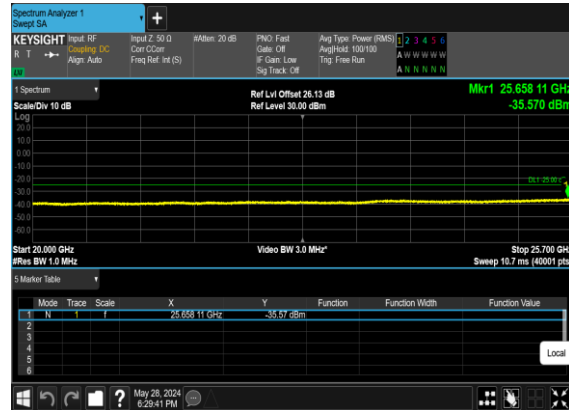 Spectrum Analyzer 1
Swept SA
+
KEYSIGHT Input: RF Input Z: 50 Ω #Atten: 20 dB PNO: Fast Avg Type: Power (RMS) 1 2 3 4 5 6
R T Coupling: DC Corr CCorr Gate: Off Avg|Hold: 100/100 A W W W W W
Align: Auto Freq Ref: Int (S) IF Gain: Low Trig: Free Run
Sig Track: Off A N N N N N
1 Spectrum Ref Lvl Offset 26.13 dB Mkr1 25.658 11 GHz
Scale/Div 10 dB Ref Level 30.00 dBm -35.570 dBm
Log
20.0
10.0
0.00
-10.0
-20.0
DL1 -25.00
-30.0
-40.0
-50.0
-60.0
Start 20.000 GHz Video BW 3.0 MHz* Stop 25.700 GHz
#Res BW 1.0 MHz Sweep 10.7 ms (40001 pts
5 Marker Table
Mode Trace Scale X Y Function Function Width Function Value
1 N 1 f 25.658 11 GHz -35.57 dBm
2
3
4
5
6
Local
? May 28, 2024
6:29:41 PM